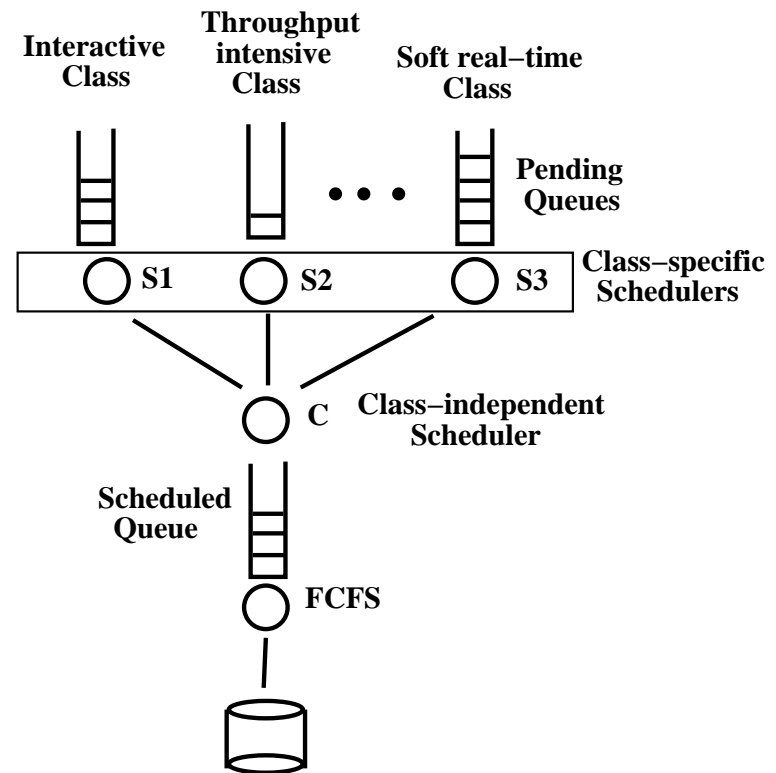 Interactive
Class
Throughput
intensive
Class
Soft real−time
Class
Pending
Queues
S1
S2
S3
Class−specific
Schedulers
C
Class−independent
Scheduler
Scheduled
Queue
FCFS